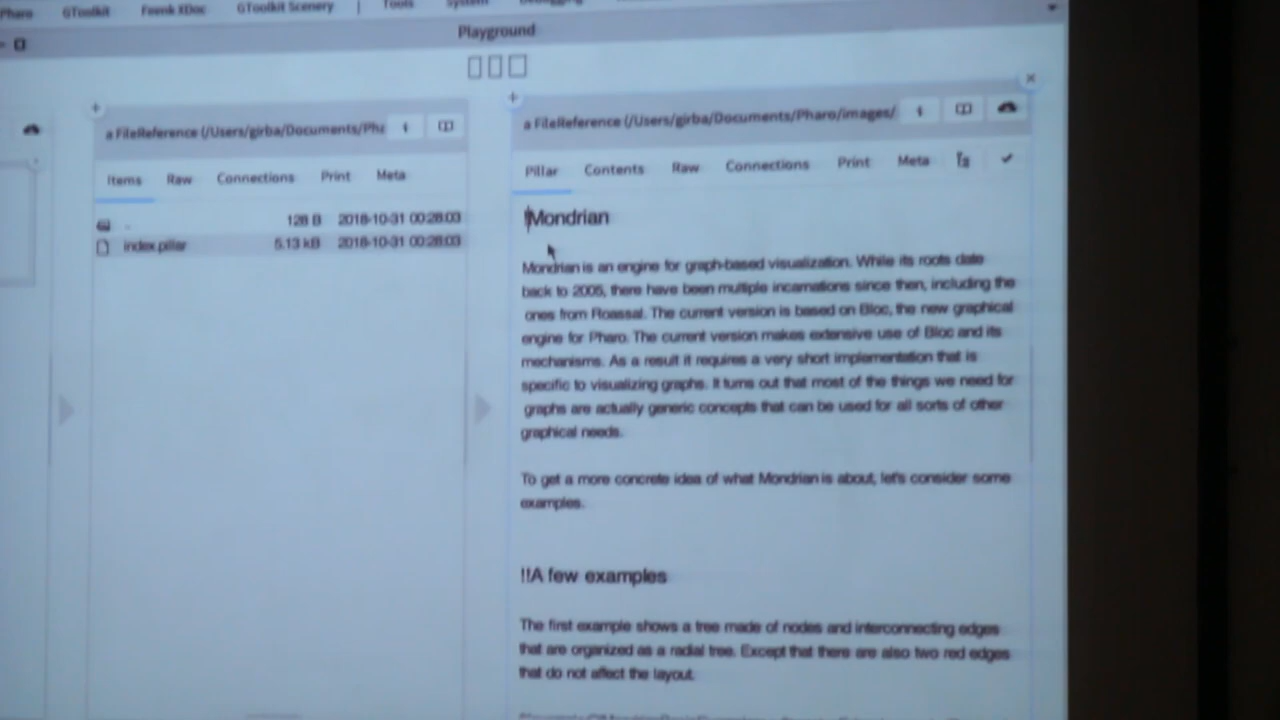 Pharo GToolkit Feenk XDoc GToolkit Scenery | Tools System Debugging
Playground
a FileReference (/Users/girba/Documents/Pha
Items Raw Connections Print Meta
. 128 B 2018-10-31 00:28:03
index.pillar 5.13 kB 2018-10-31 00:28:03
a FileReference (/Users/girba/Documents/Pharo/images/
Pillar Contents Raw Connections Print Meta
!Mondrian
Mondrian is an engine for graph-based visualization. While its roots date
back to 2005, there have been multiple incarnations since then, including the
ones from Roassal. The current version is based on Bloc, the new graphical
engine for Pharo. The current version makes extensive use of Bloc and its
mechanisms. As a result it requires a very short implementation that is
specific to visualizing graphs. It turns out that most of the things we need for
graphs are actually generic concepts that can be used for all sorts of other
graphical needs.
To get a more concrete idea of what Mondrian is about, let's consider some
examples.
!!A few examples
The first example shows a tree made of nodes and interconnecting edges
that are organized as a radial tree. Except that there are also two red edges
that do not affect the layout.